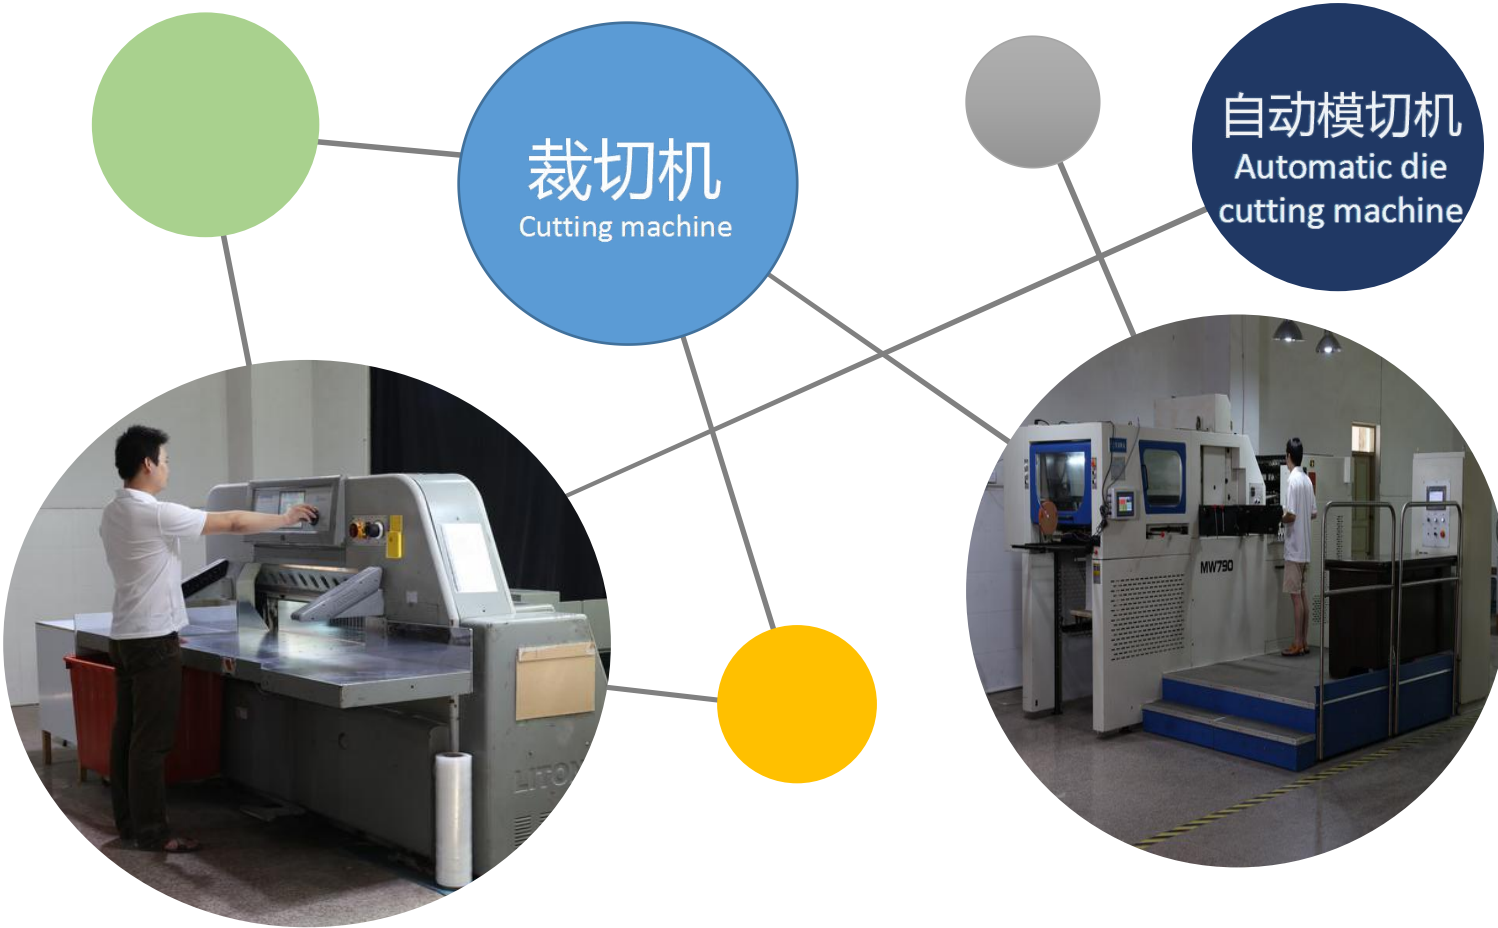 裁切机
Cutting machine
自动模切机
Automatic die
cutting machine
MW790